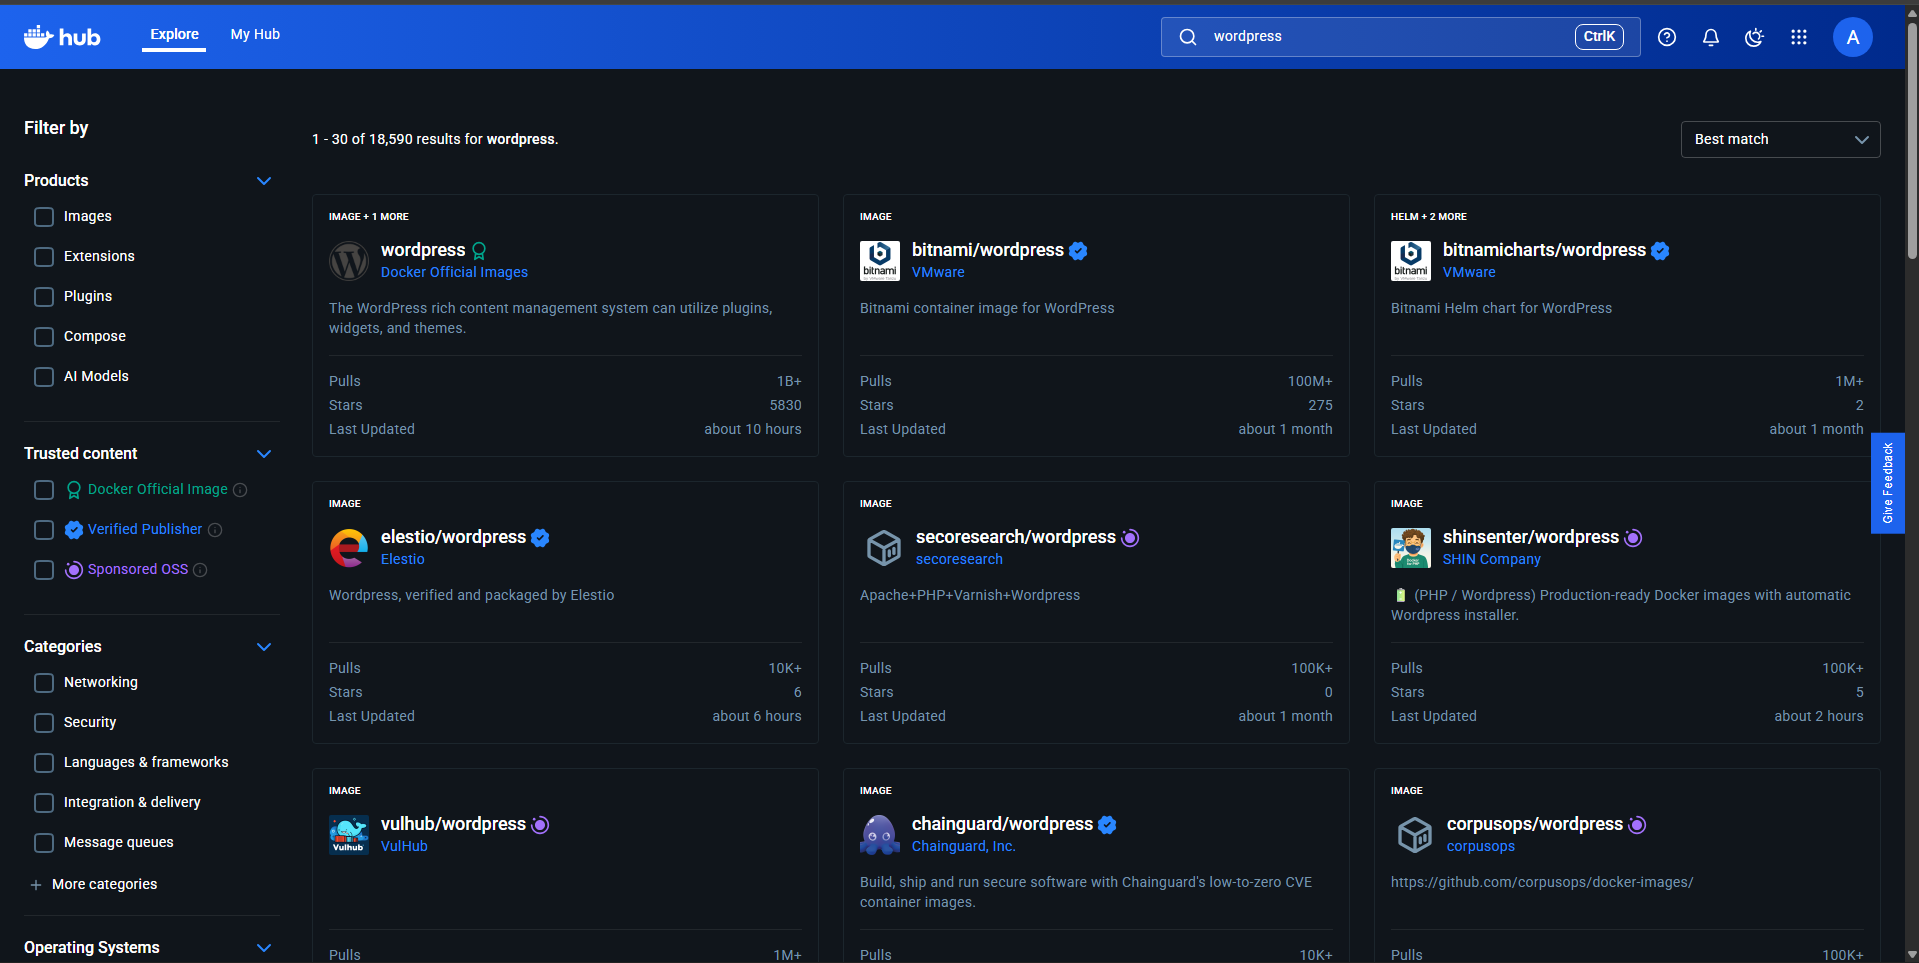 hub
Explore
My Hub
wordpress
CtrlK
A
Filter by
Products
Images
Extensions
Plugins
Compose
AI Models
Trusted content
Docker Official Image
Verified Publisher
Sponsored OSS
Categories
Networking
Security
Languages & frameworks
Integration & delivery
Message queues
More categories
Operating Systems
1 - 30 of 18,590 results for wordpress.
Best match
IMAGE + 1 MORE
wordpress
Docker Official Images
The WordPress rich content management system can utilize plugins,
widgets, and themes.
Pulls 1B+
Stars 5830
Last Updated about 10 hours
IMAGE
bitnami
bitnami/wordpress
VMware
Bitnami container image for WordPress
Pulls 100M+
Stars 275
Last Updated about 1 month
HELM + 2 MORE
bitnami
bitnamicharts/wordpress
VMware
Bitnami Helm chart for WordPress
Pulls 1M+
Stars 2
Last Updated about 1 month
IMAGE
elestio/wordpress
Elestio
Wordpress, verified and packaged by Elestio
Pulls 10K+
Stars 6
Last Updated about 6 hours
IMAGE
secoresearch/wordpress
secoresearch
Apache+PHP+Varnish+Wordpress
Pulls 100K+
Stars 0
Last Updated about 1 month
IMAGE
shinsenter/wordpress
SHIN Company
(PHP / Wordpress) Production-ready Docker images with automatic
Wordpress installer.
Pulls 100K+
Stars 5
Last Updated about 2 hours
IMAGE
Vulhub
vulhub/wordpress
VulHub
Pulls 1M+
IMAGE
chainguard/wordpress
Chainguard, Inc.
Build, ship and run secure software with Chainguard's low-to-zero CVE
container images.
Pulls 10K+
IMAGE
corpusops/wordpress
corpusops
https://github.com/corpusops/docker-images/
Pulls 100K+
Give Feedback